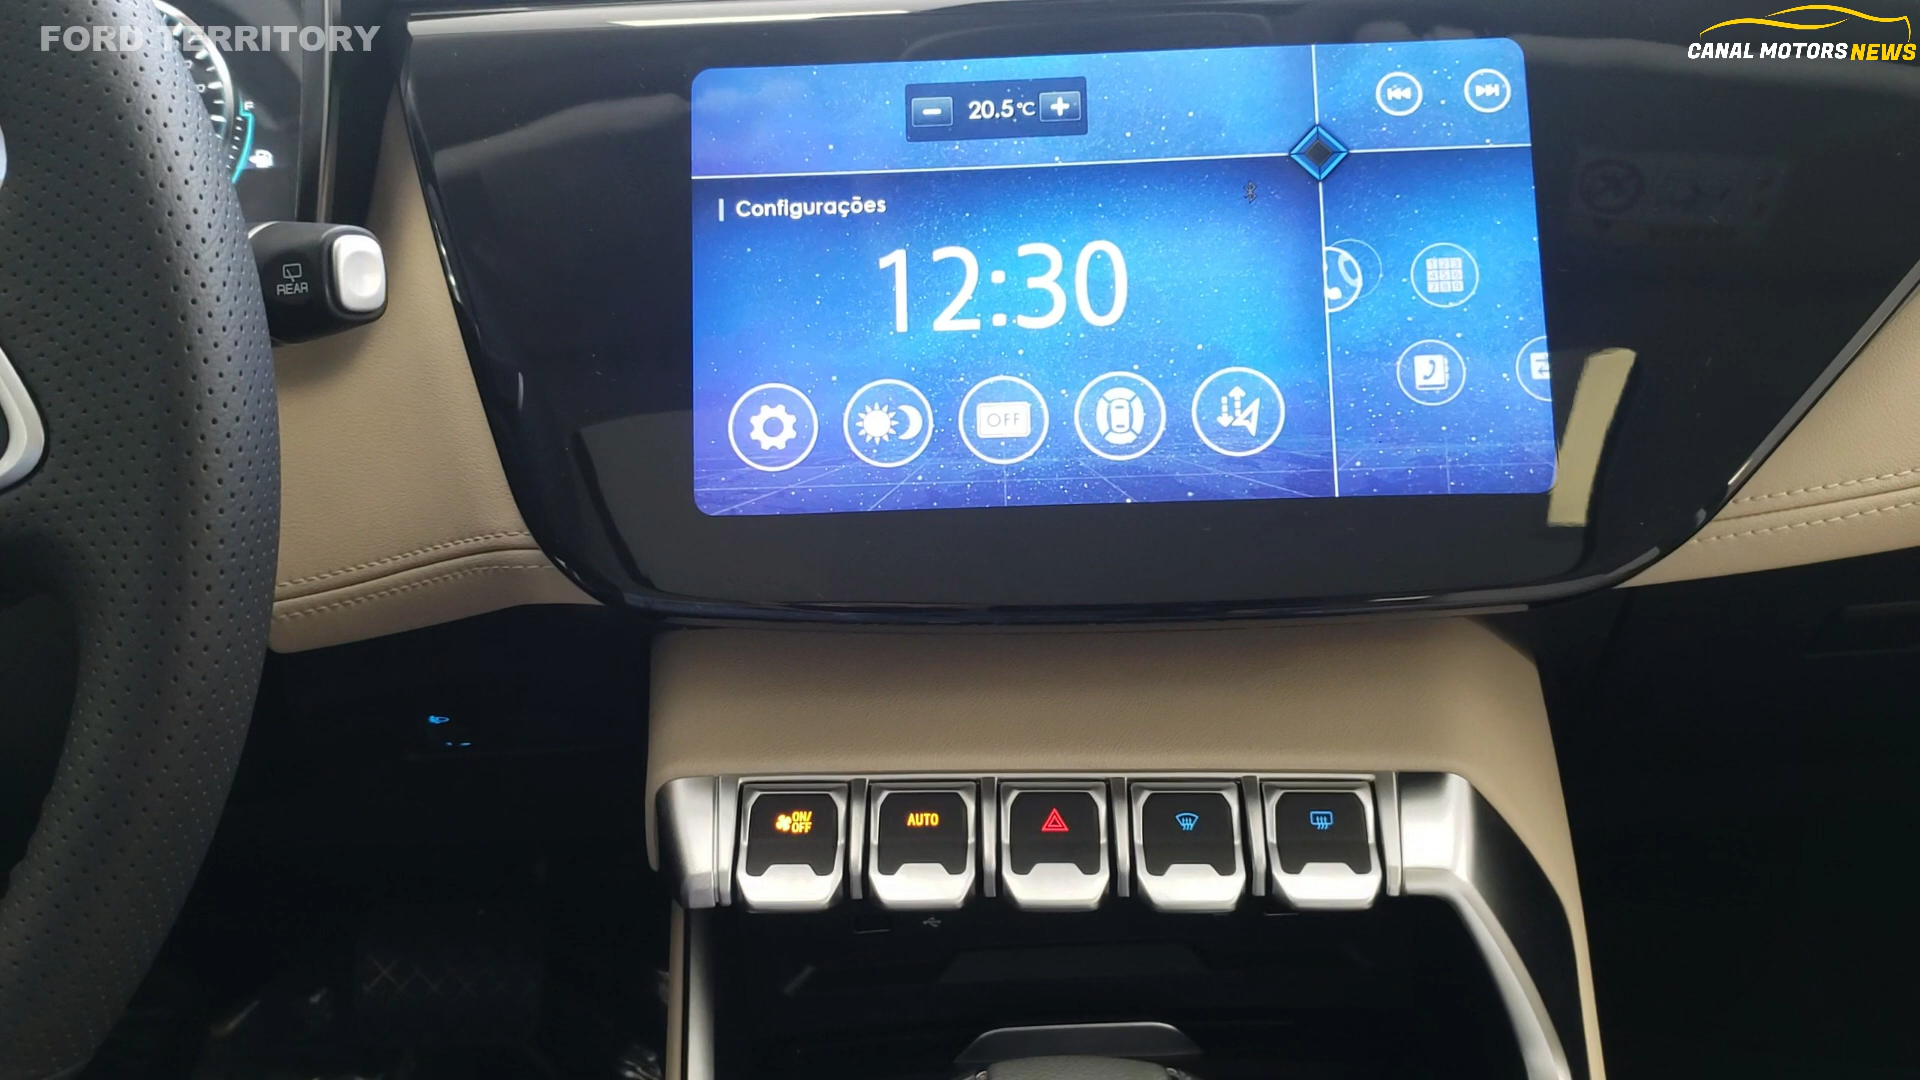 FORD TERRITORY
CANAL MOTORS NEWS
20.5°C
Configurações
12:30
OFF
REAR
ON/
OFF
AUTO